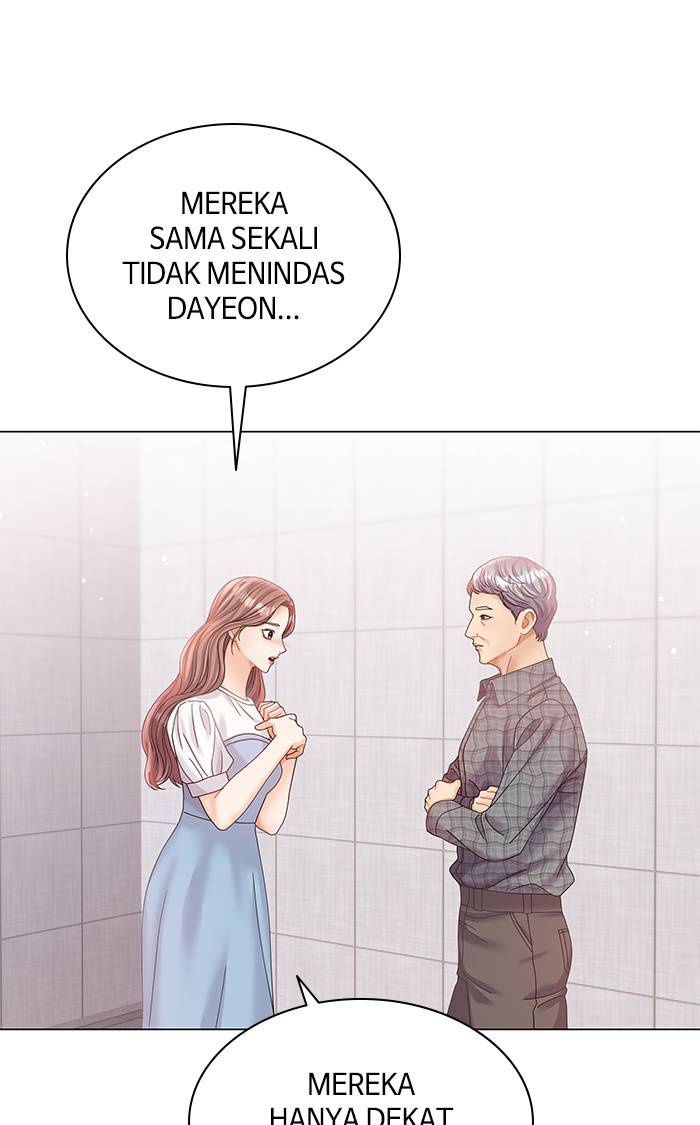 MEREKA
SAMA SEKALI
TIDAK MENINDAS
DAYEON...
MEREKA
HANYA DEKAT